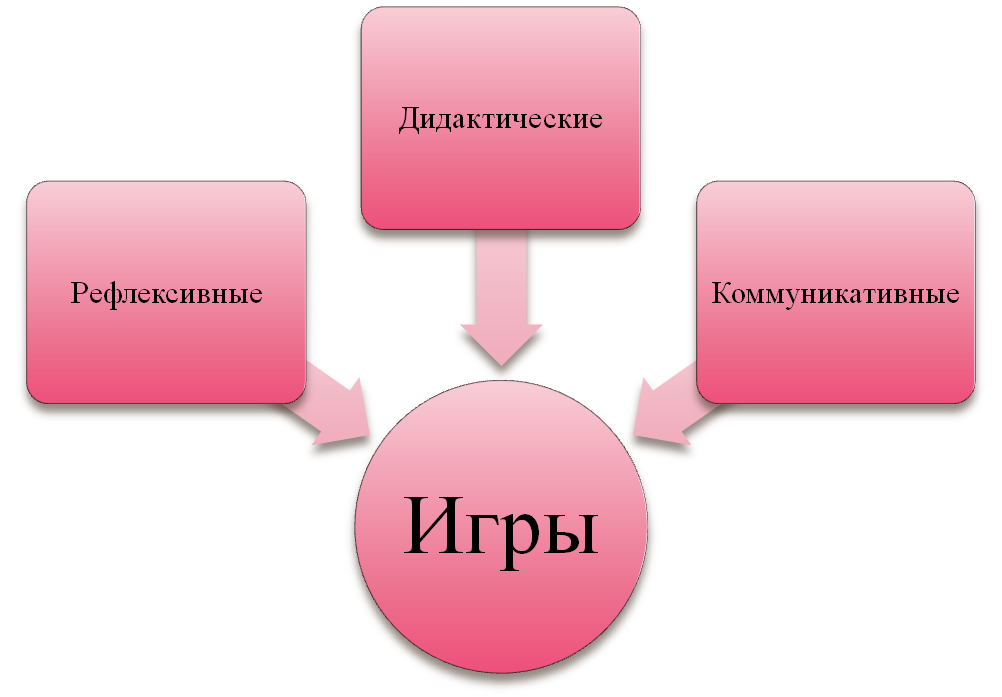 Дидактические
Рефлексивные
Коммуникативные
Игры